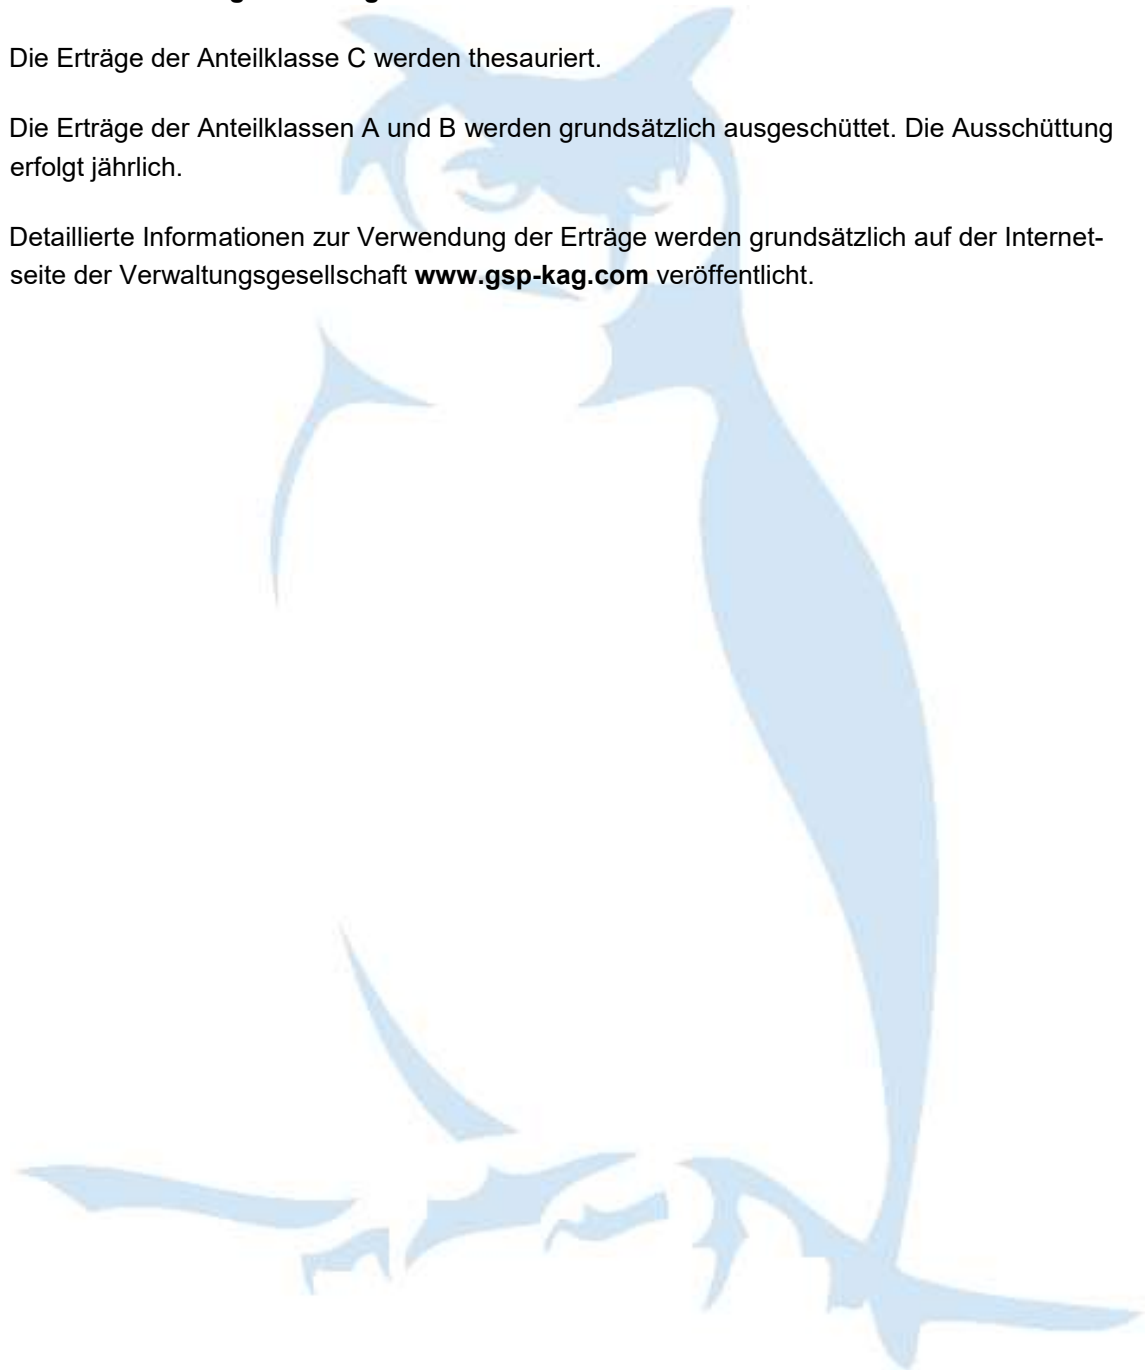 Die Erträge der Anteilklasse C werden thesauriert.
Die Erträge der Anteilklassen A und B werden grundsätzlich ausgeschüttet. Die Ausschüttung
erfolgt jährlich.
Detaillierte Informationen zur Verwendung der Erträge werden grundsätzlich auf der Internet-
seite der Verwaltungsgesellschaft www.gsp-kag.com veröffentlicht.